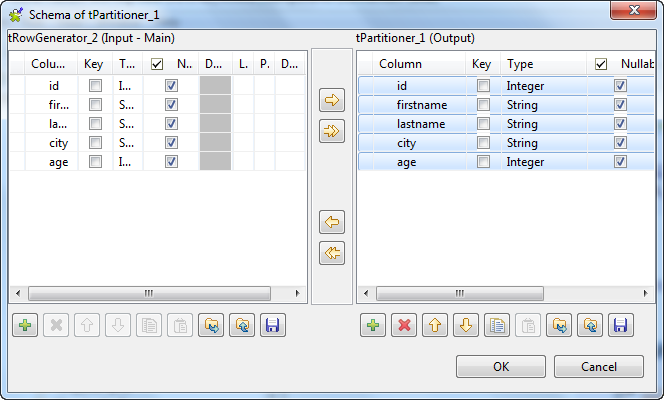 Schema of tPartitioner_1
tRowGenerator_2 (Input - Main)
tPartitioner_1 (Output)
Colu... Key T... N.. D... L. P. D...
id I...
fir... S...
la... S...
city S...
age I...
Column Key Type Nullab
id Integer
firstname String
lastname String
city String
age Integer
OK
Cancel